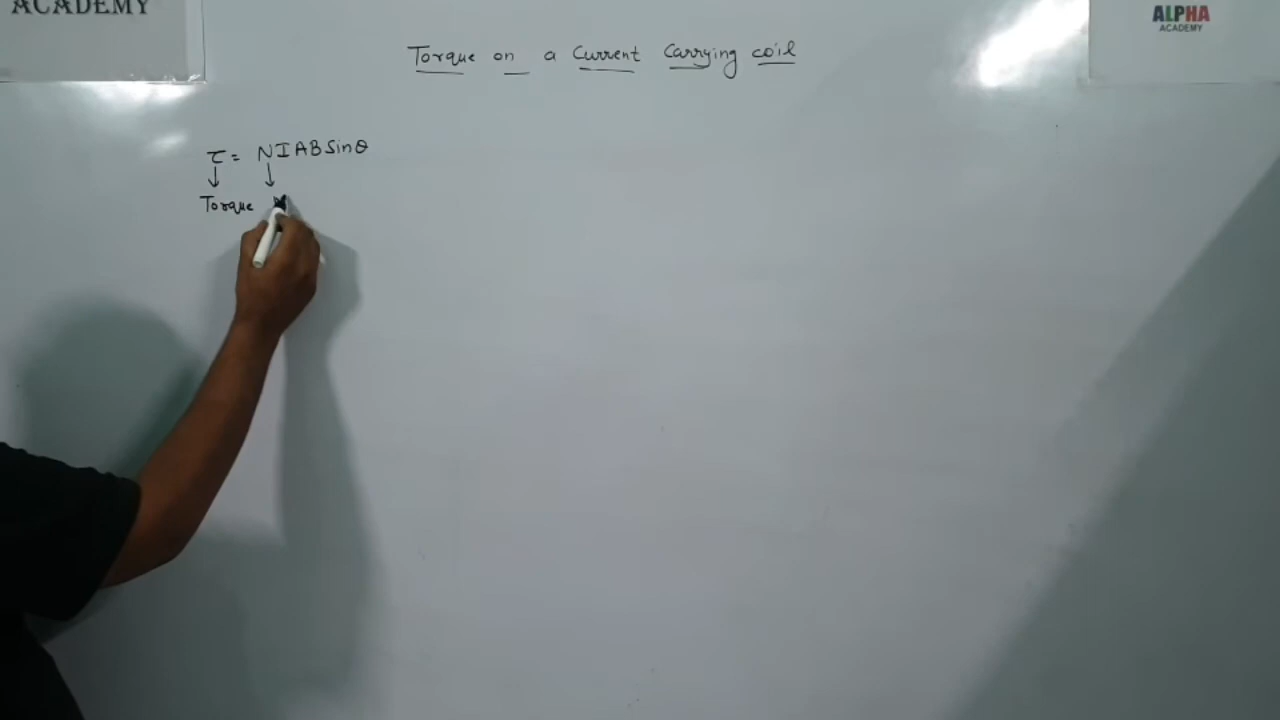 ACADEMY
ALPHA
ACADEMY
Torque on a Current Carrying coil
τ = NIABSinθ
↓ ↓
Torque